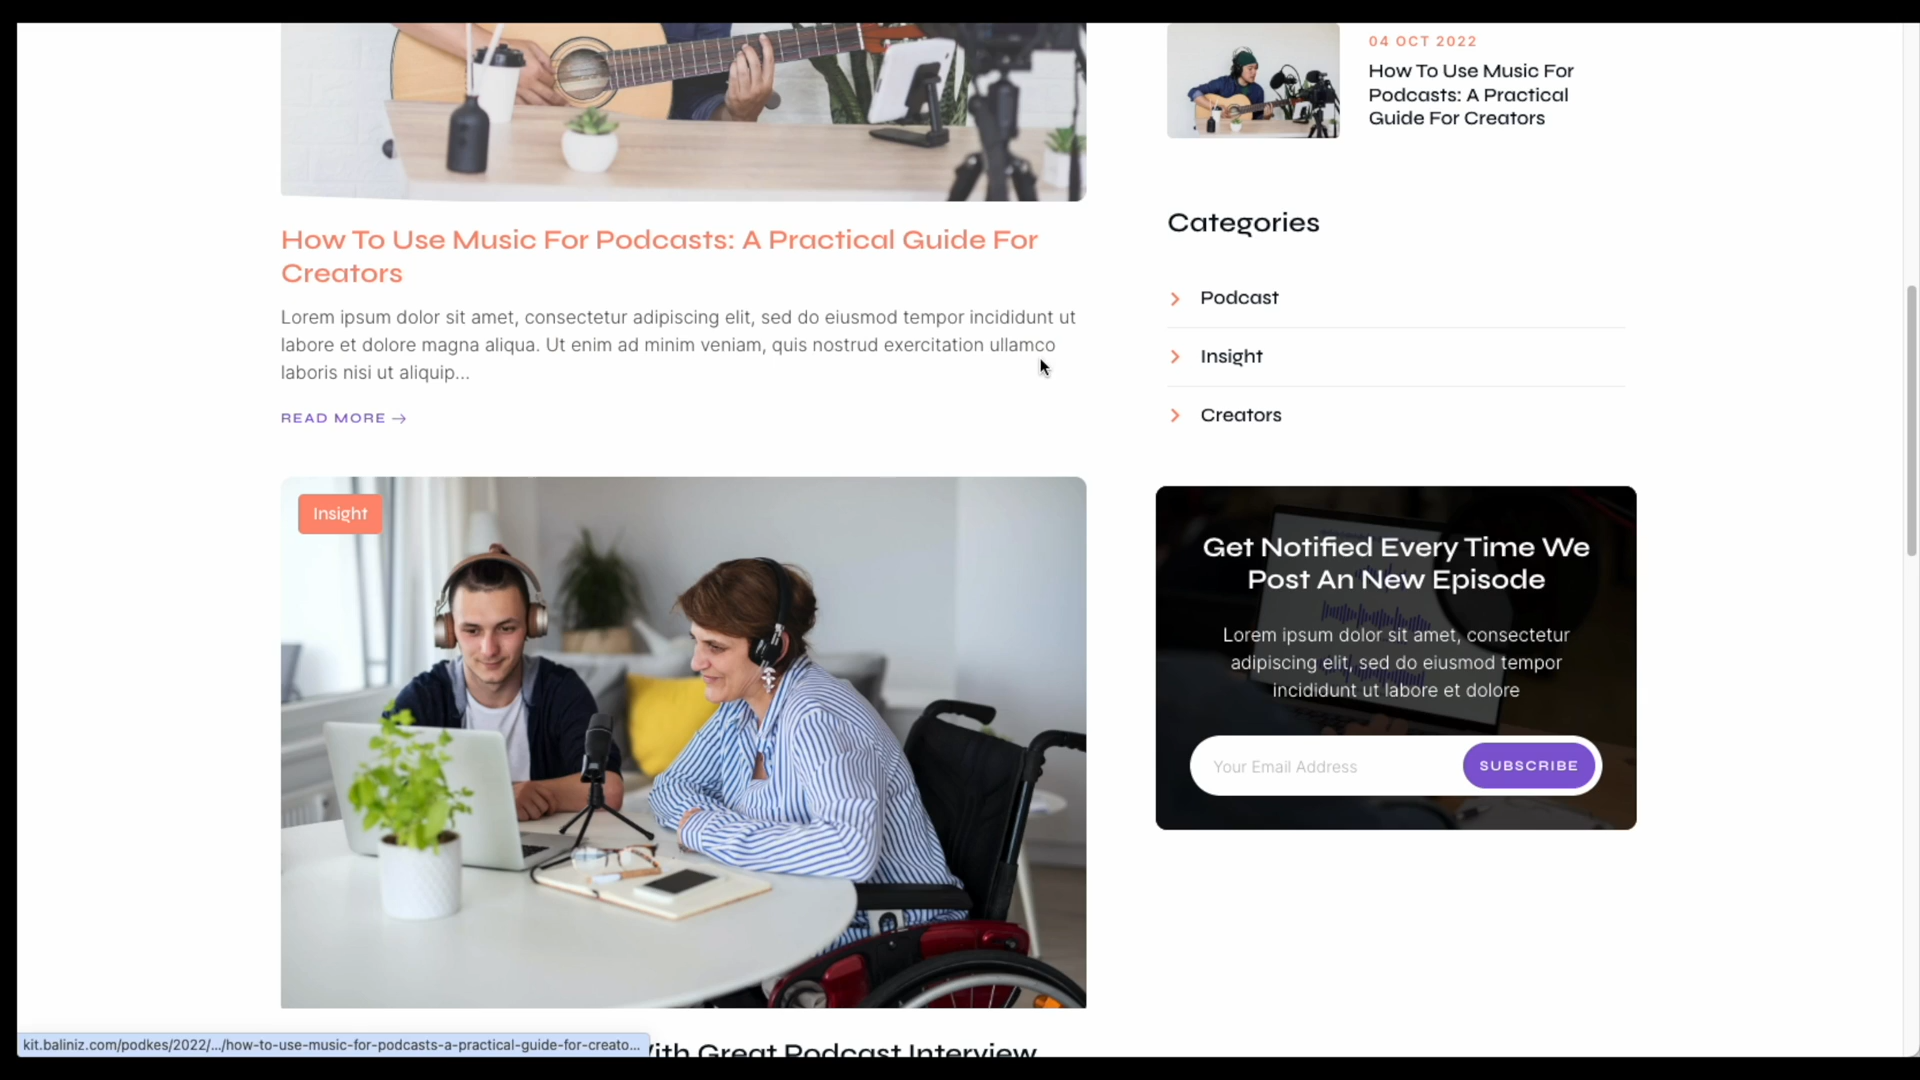 How To Use Music For Podcasts: A Practical Guide For
Creators
Lorem ipsum dolor sit amet, consectetur adipiscing elit, sed do eiusmod tempor incididunt ut
labore et dolore magna aliqua. Ut enim ad minim veniam, quis nostrud exercitation ullamco
laboris nisi ut aliquip...
READ MORE →
Insight
With Great Podcast Interview
kit.baliniz.com/podkes/2022/.../how-to-use-music-for-podcasts-a-practical-guide-for-creato...
04 OCT 2022
How To Use Music For
Podcasts: A Practical
Guide For Creators
Categories
Podcast
Insight
Creators
Get Notified Every Time We
Post An New Episode
Lorem ipsum dolor sit amet, consectetur
adipiscing elit, sed do eiusmod tempor
incididunt ut labore et dolore
Your Email Address
SUBSCRIBE